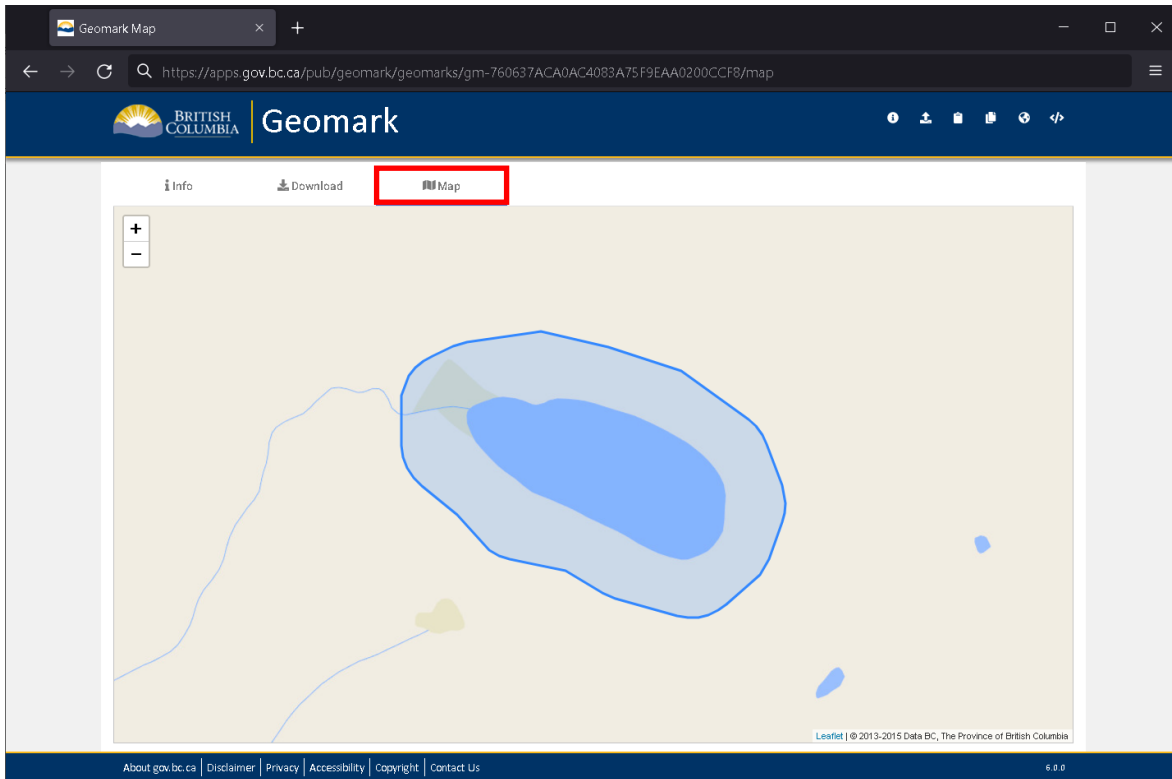 Geomark Map
https://apps.gov.bc.ca/pub/geomark/geomarks/gm-760637ACA0AC4083A75F9EAA0200CCF8/map
BRITISH
COLUMBIA
Geomark
Info Download Map
+
−
Leaflet | © 2013-2015 Data BC, The Province of British Columbia
About gov.bc.ca | Disclaimer | Privacy | Accessibility | Copyright | Contact Us 6.0.0